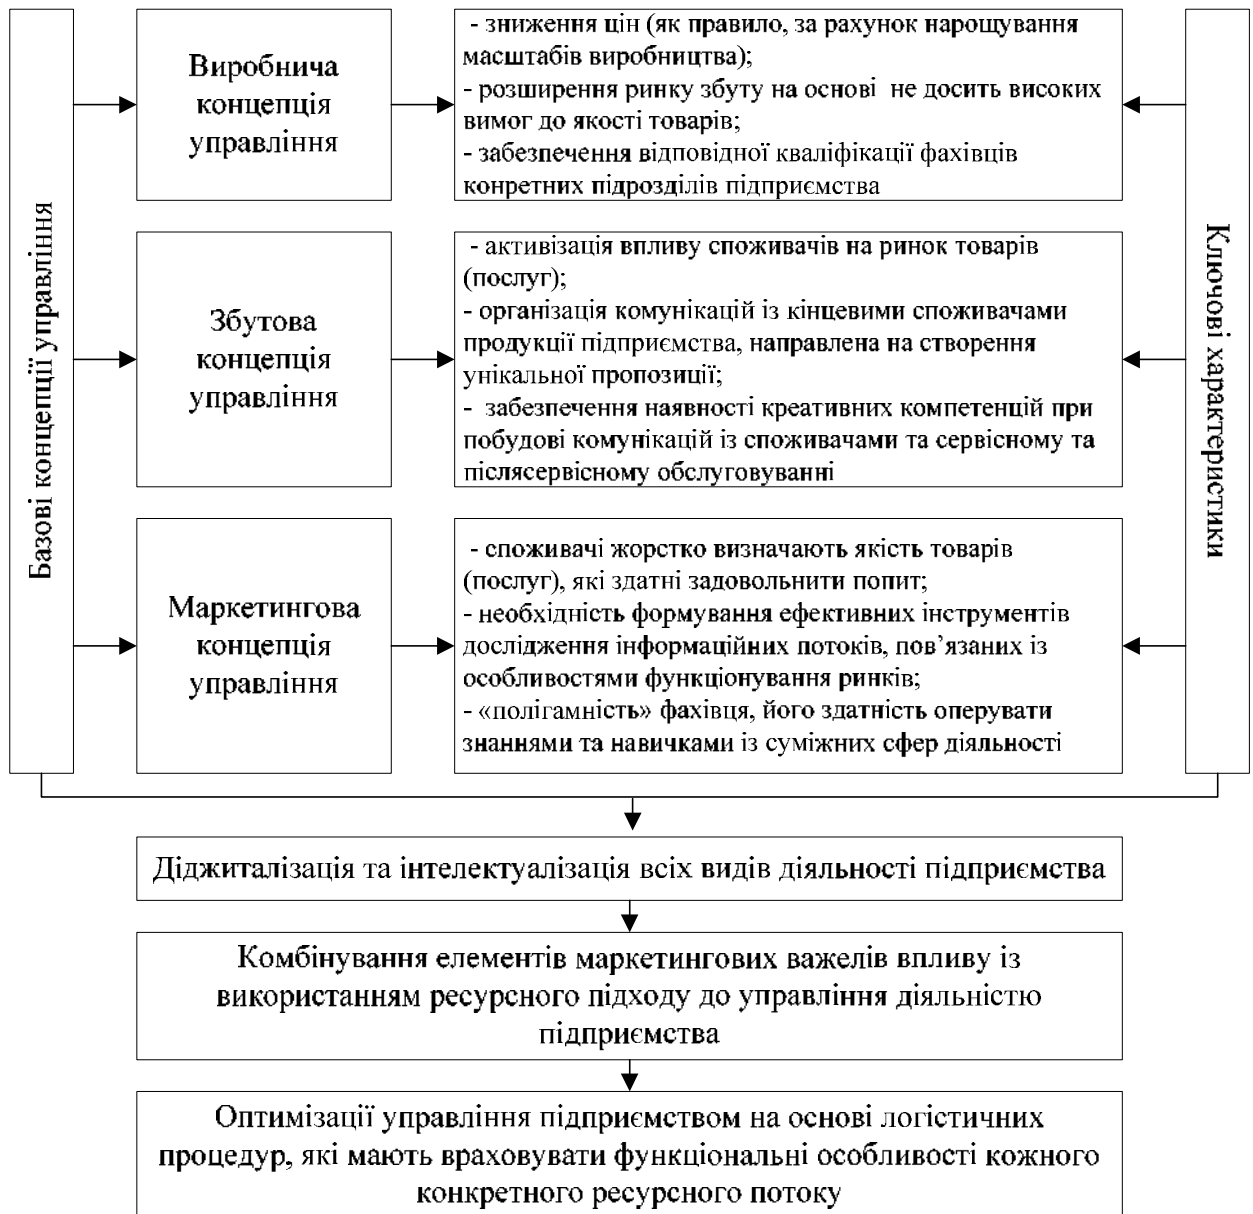 Базові концепції управління
Виробнича
концепція
управління
- зниження цін (як правило, за рахунок нарощування
масштабів виробництва);
- розширення ринку збуту на основі не досить високих
вимог до якості товарів;
- забезпечення відповідної кваліфікації фахівців
конретних підрозділів підприємства
Збутова
концепція
управління
- активізація впливу споживачів на ринок товарів
(послуг);
- організація комунікацій із кінцевими споживачами
продукції підприємства, направлена на створення
унікальної пропозиції;
- забезпечення наявності креативних компетенцій при
побудові комунікацій із споживачами та сервісному та
післясервісному обслуговуванні
Маркетингова
концепція
управління
- споживачі жорстко визначають якість товарів
(послуг), які здатні задовольнити попит;
- необхідність формування ефективних інструментів
дослідження інформаційних потоків, пов’язаних із
особливостями функціонування ринків;
- «полігамність» фахівця, його здатність оперувати
знаннями та навичками із суміжних сфер діяльності
Ключові характеристики
Діджиталізація та інтелектуалізація всіх видів діяльності підприємства
Комбінування елементів маркетингових важелів впливу із
використанням ресурсного підходу до управління діяльністю
підприємства
Оптимізації управління підприємством на основі логістичних
процедур, які мають враховувати функціональні особливості кожного
конкретного ресурсного потоку